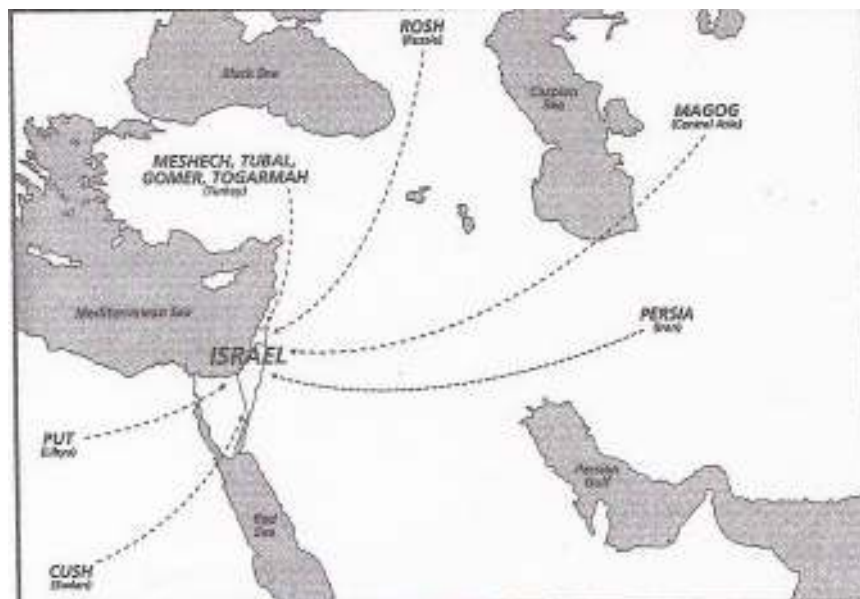 ROSH
(Russia)
Black Sea
Caspian
Sea
MAGOG
(Central Asia)
MESHECH, TUBAL,
GOMER, TOGARMAH
(Turkey)
Mediterranean Sea
PERSIA
(Iran)
ISRAEL
PUT
(Libya)
Persian
Gulf
Red
Sea
CUSH
(Sudan)